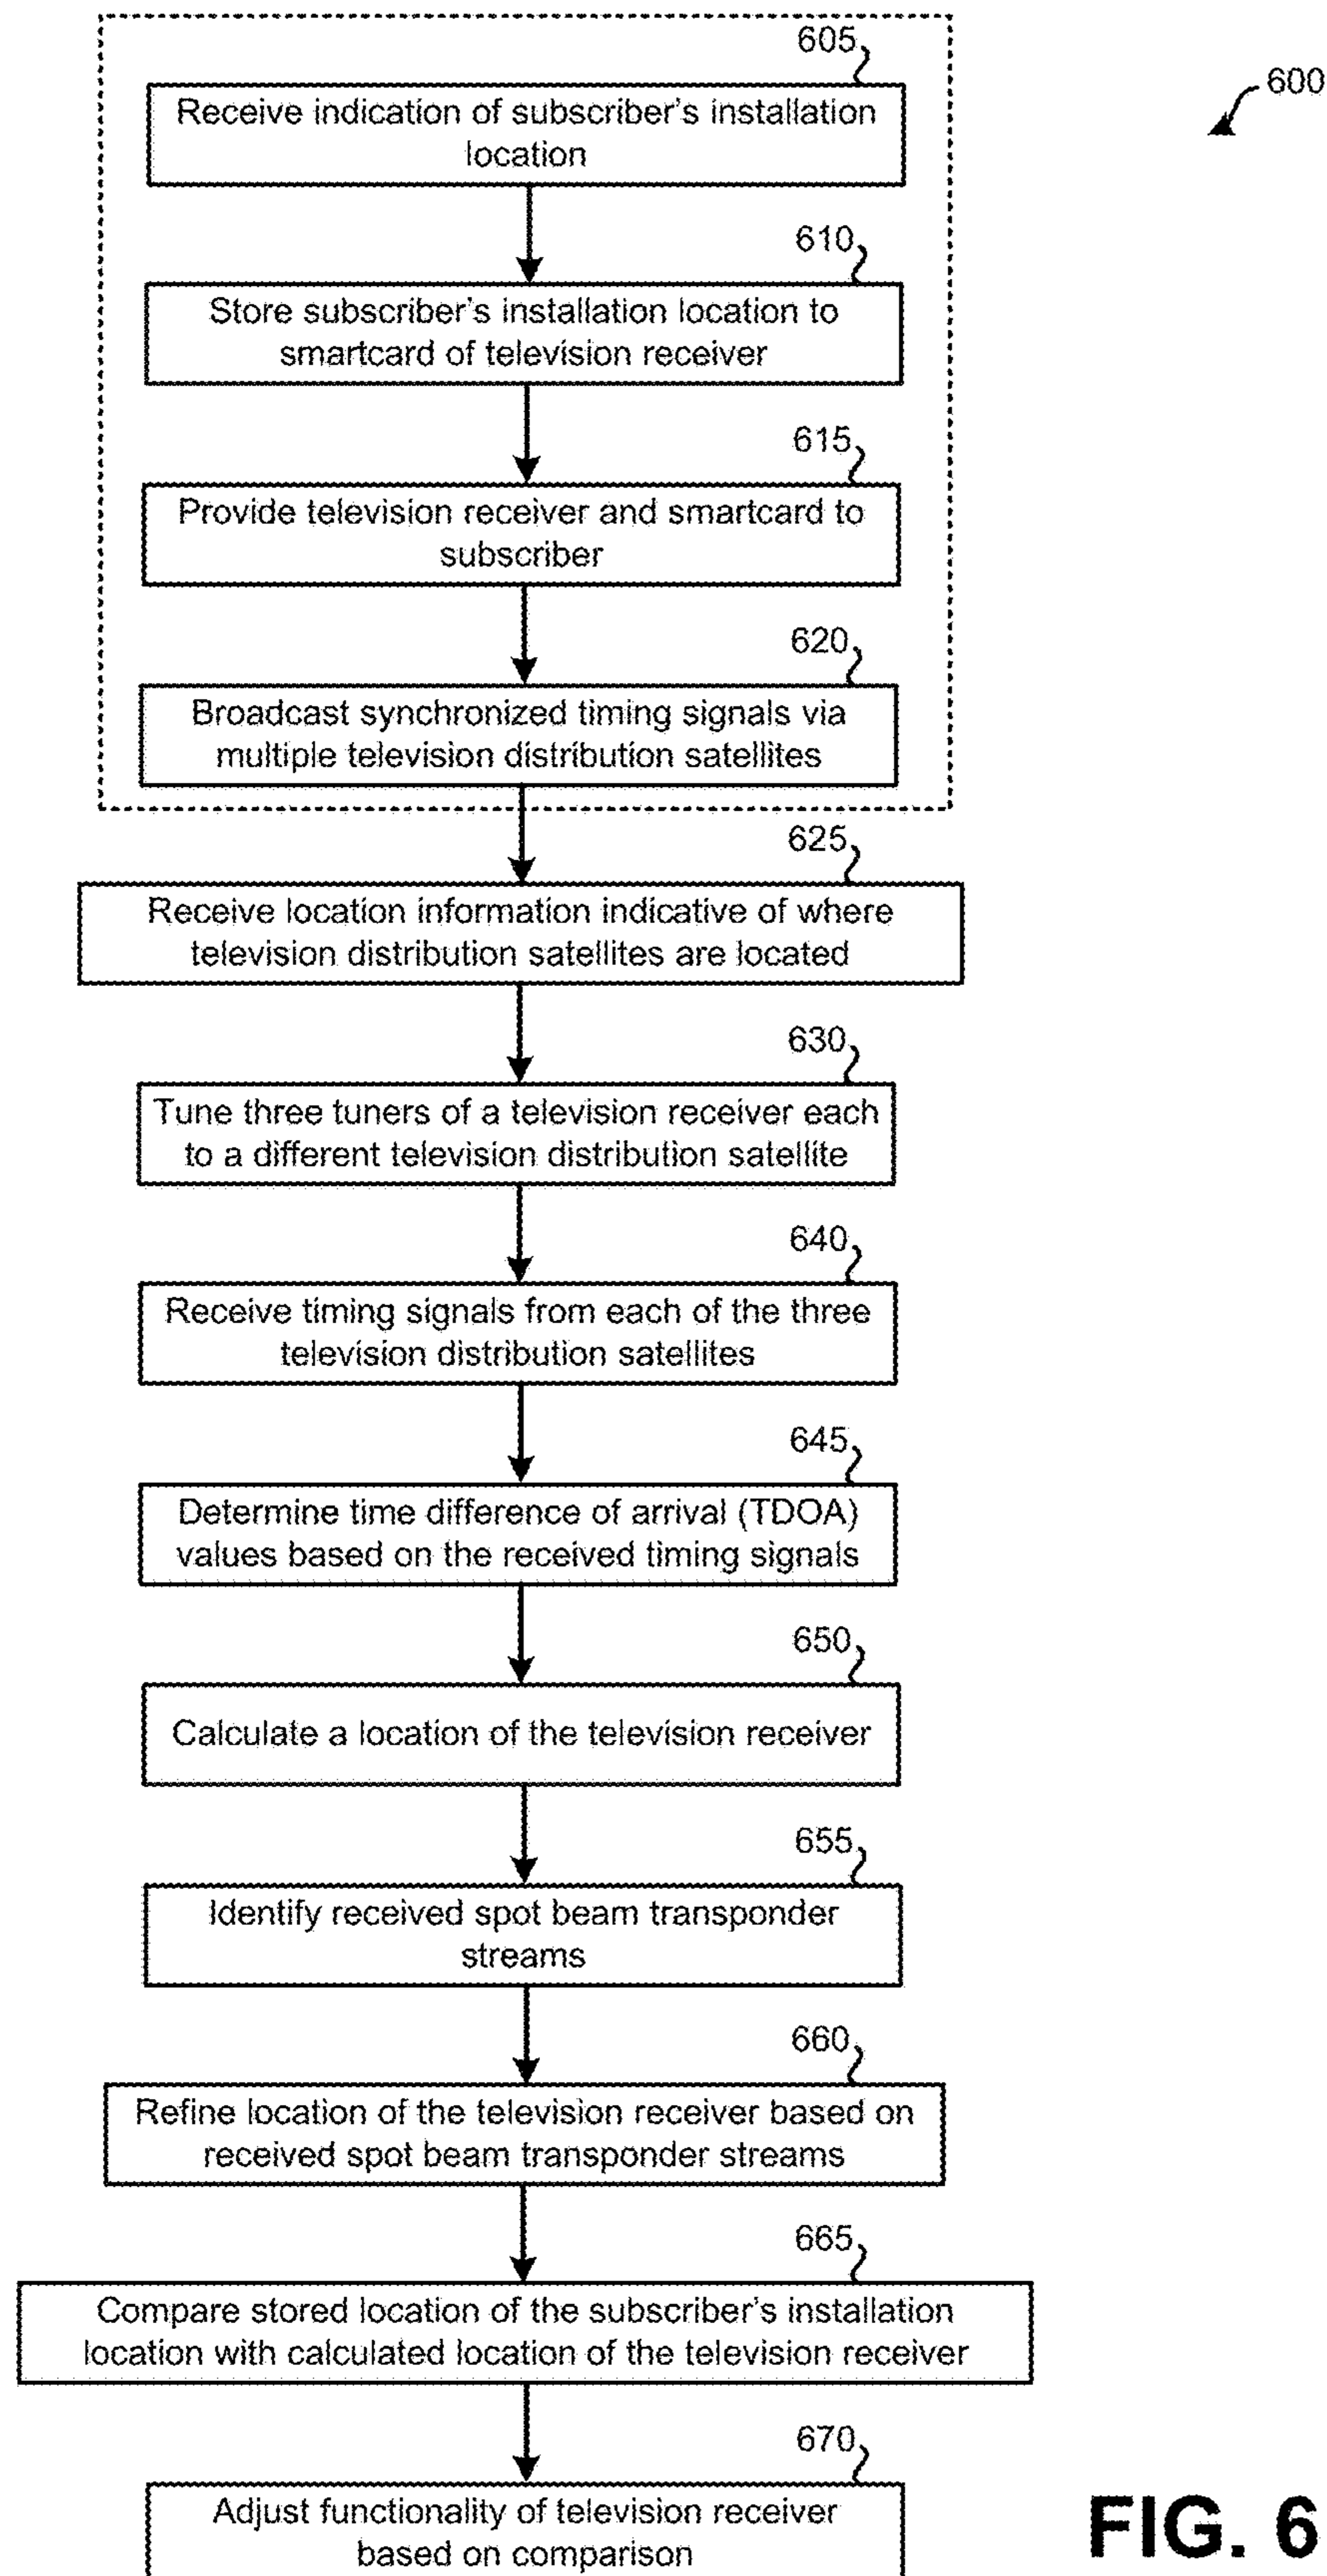 605
600
Receive indication of subscriber's installation
location
610
Store subscriber's installation location to
smartcard of television receiver
615
Provide television receiver and smartcard to
subscriber
620
Broadcast synchronized timing signals via
multiple television distribution satellites
625
Receive location information indicative of where
television distribution satellites are located
630
Tune three tuners of a television receiver each
to a different television distribution satellite
640
Receive timing signals from each of the three
television distribution satellites
645
Determine time difference of arrival (TDOA)
values based on the received timing signals
650
Calculate a location of the television receiver
655
Identify received spot beam transponder
streams
660
Refine location of the television receiver based on
received spot beam transponder streams
665
Compare stored location of the subscriber's installation
location with calculated location of the television receiver
670
Adjust functionality of television receiver
based on comparison
FIG. 6